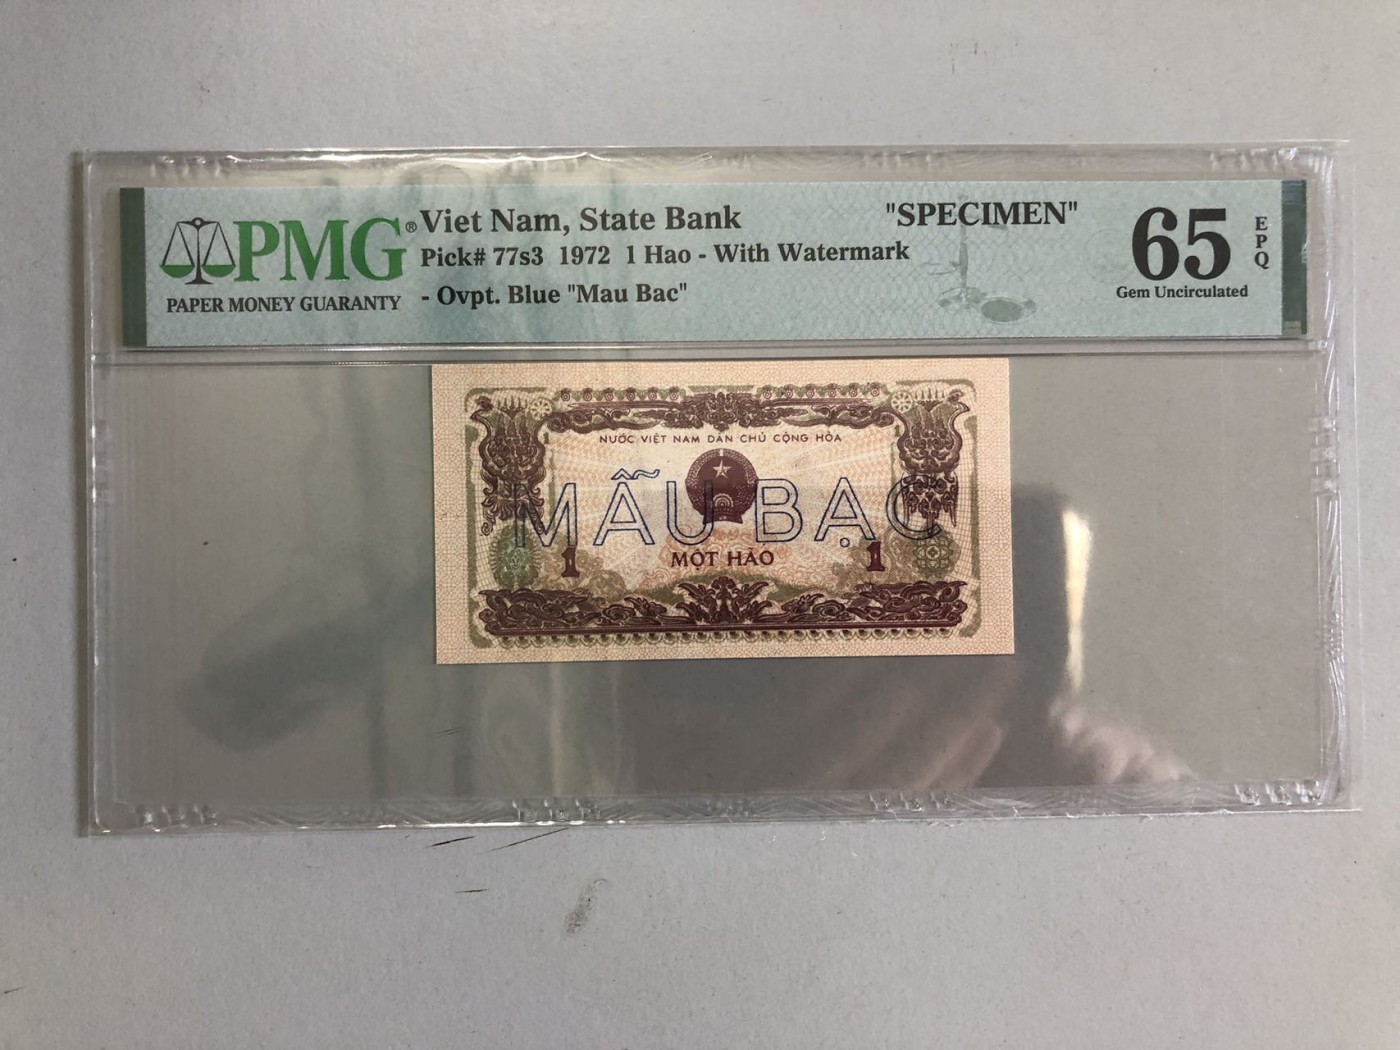 PMG®
PAPER MONEY GUARANTY
Viet Nam, State Bank "SPECIMEN"
Pick# 77s3 1972 1 Hao - With Watermark
- Ovpt. Blue "Mau Bac"
65 EPQ
Gem Uncirculated
NƯỚC VIỆT NAM DÂN CHỦ CỘNG HÒA
MẪU BẠC
1 MỘT HÀO 1